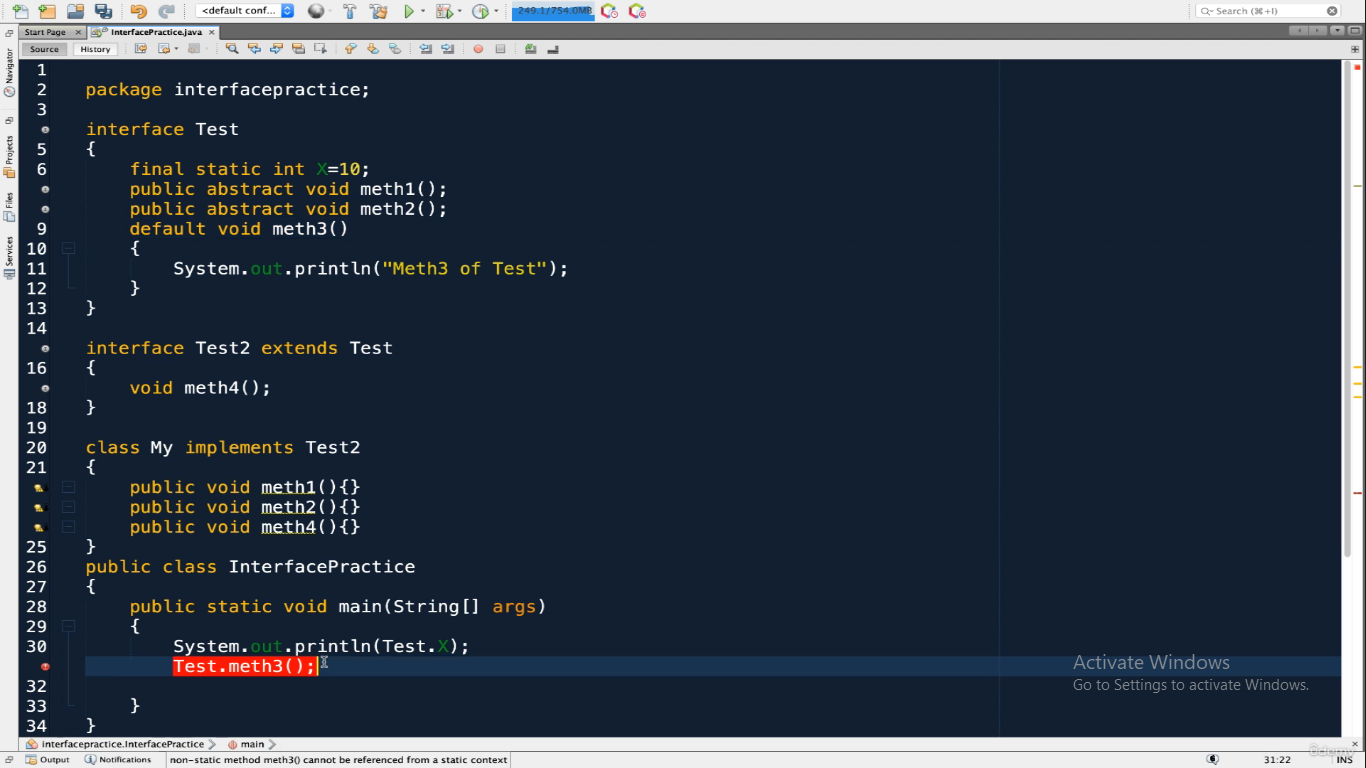 <default conf...
249.1/754.0MB
Search (⌘+I)
Start Page
InterfacePractice.java
Source
History
Navigator
Projects
Files
Services
1
2 package interfacepractice;
3
interface Test
5 {
6 final static int X=10;
public abstract void meth1();
public abstract void meth2();
9 default void meth3()
10 {
11 System.out.println("Meth3 of Test");
12 }
13 }
14
interface Test2 extends Test
16 {
void meth4();
18 }
19
20 class My implements Test2
21 {
public void meth1(){}
public void meth2(){}
public void meth4(){}
25 }
26 public class InterfacePractice
27 {
28 public static void main(String[] args)
29 {
30 System.out.println(Test.X);
Test.meth3();
32
33 }
34 }
Activate Windows
Go to Settings to activate Windows.
interfacepractice.InterfacePractice
main
ûdemy
Output
Notifications
non-static method meth3() cannot be referenced from a static context
31:22
INS